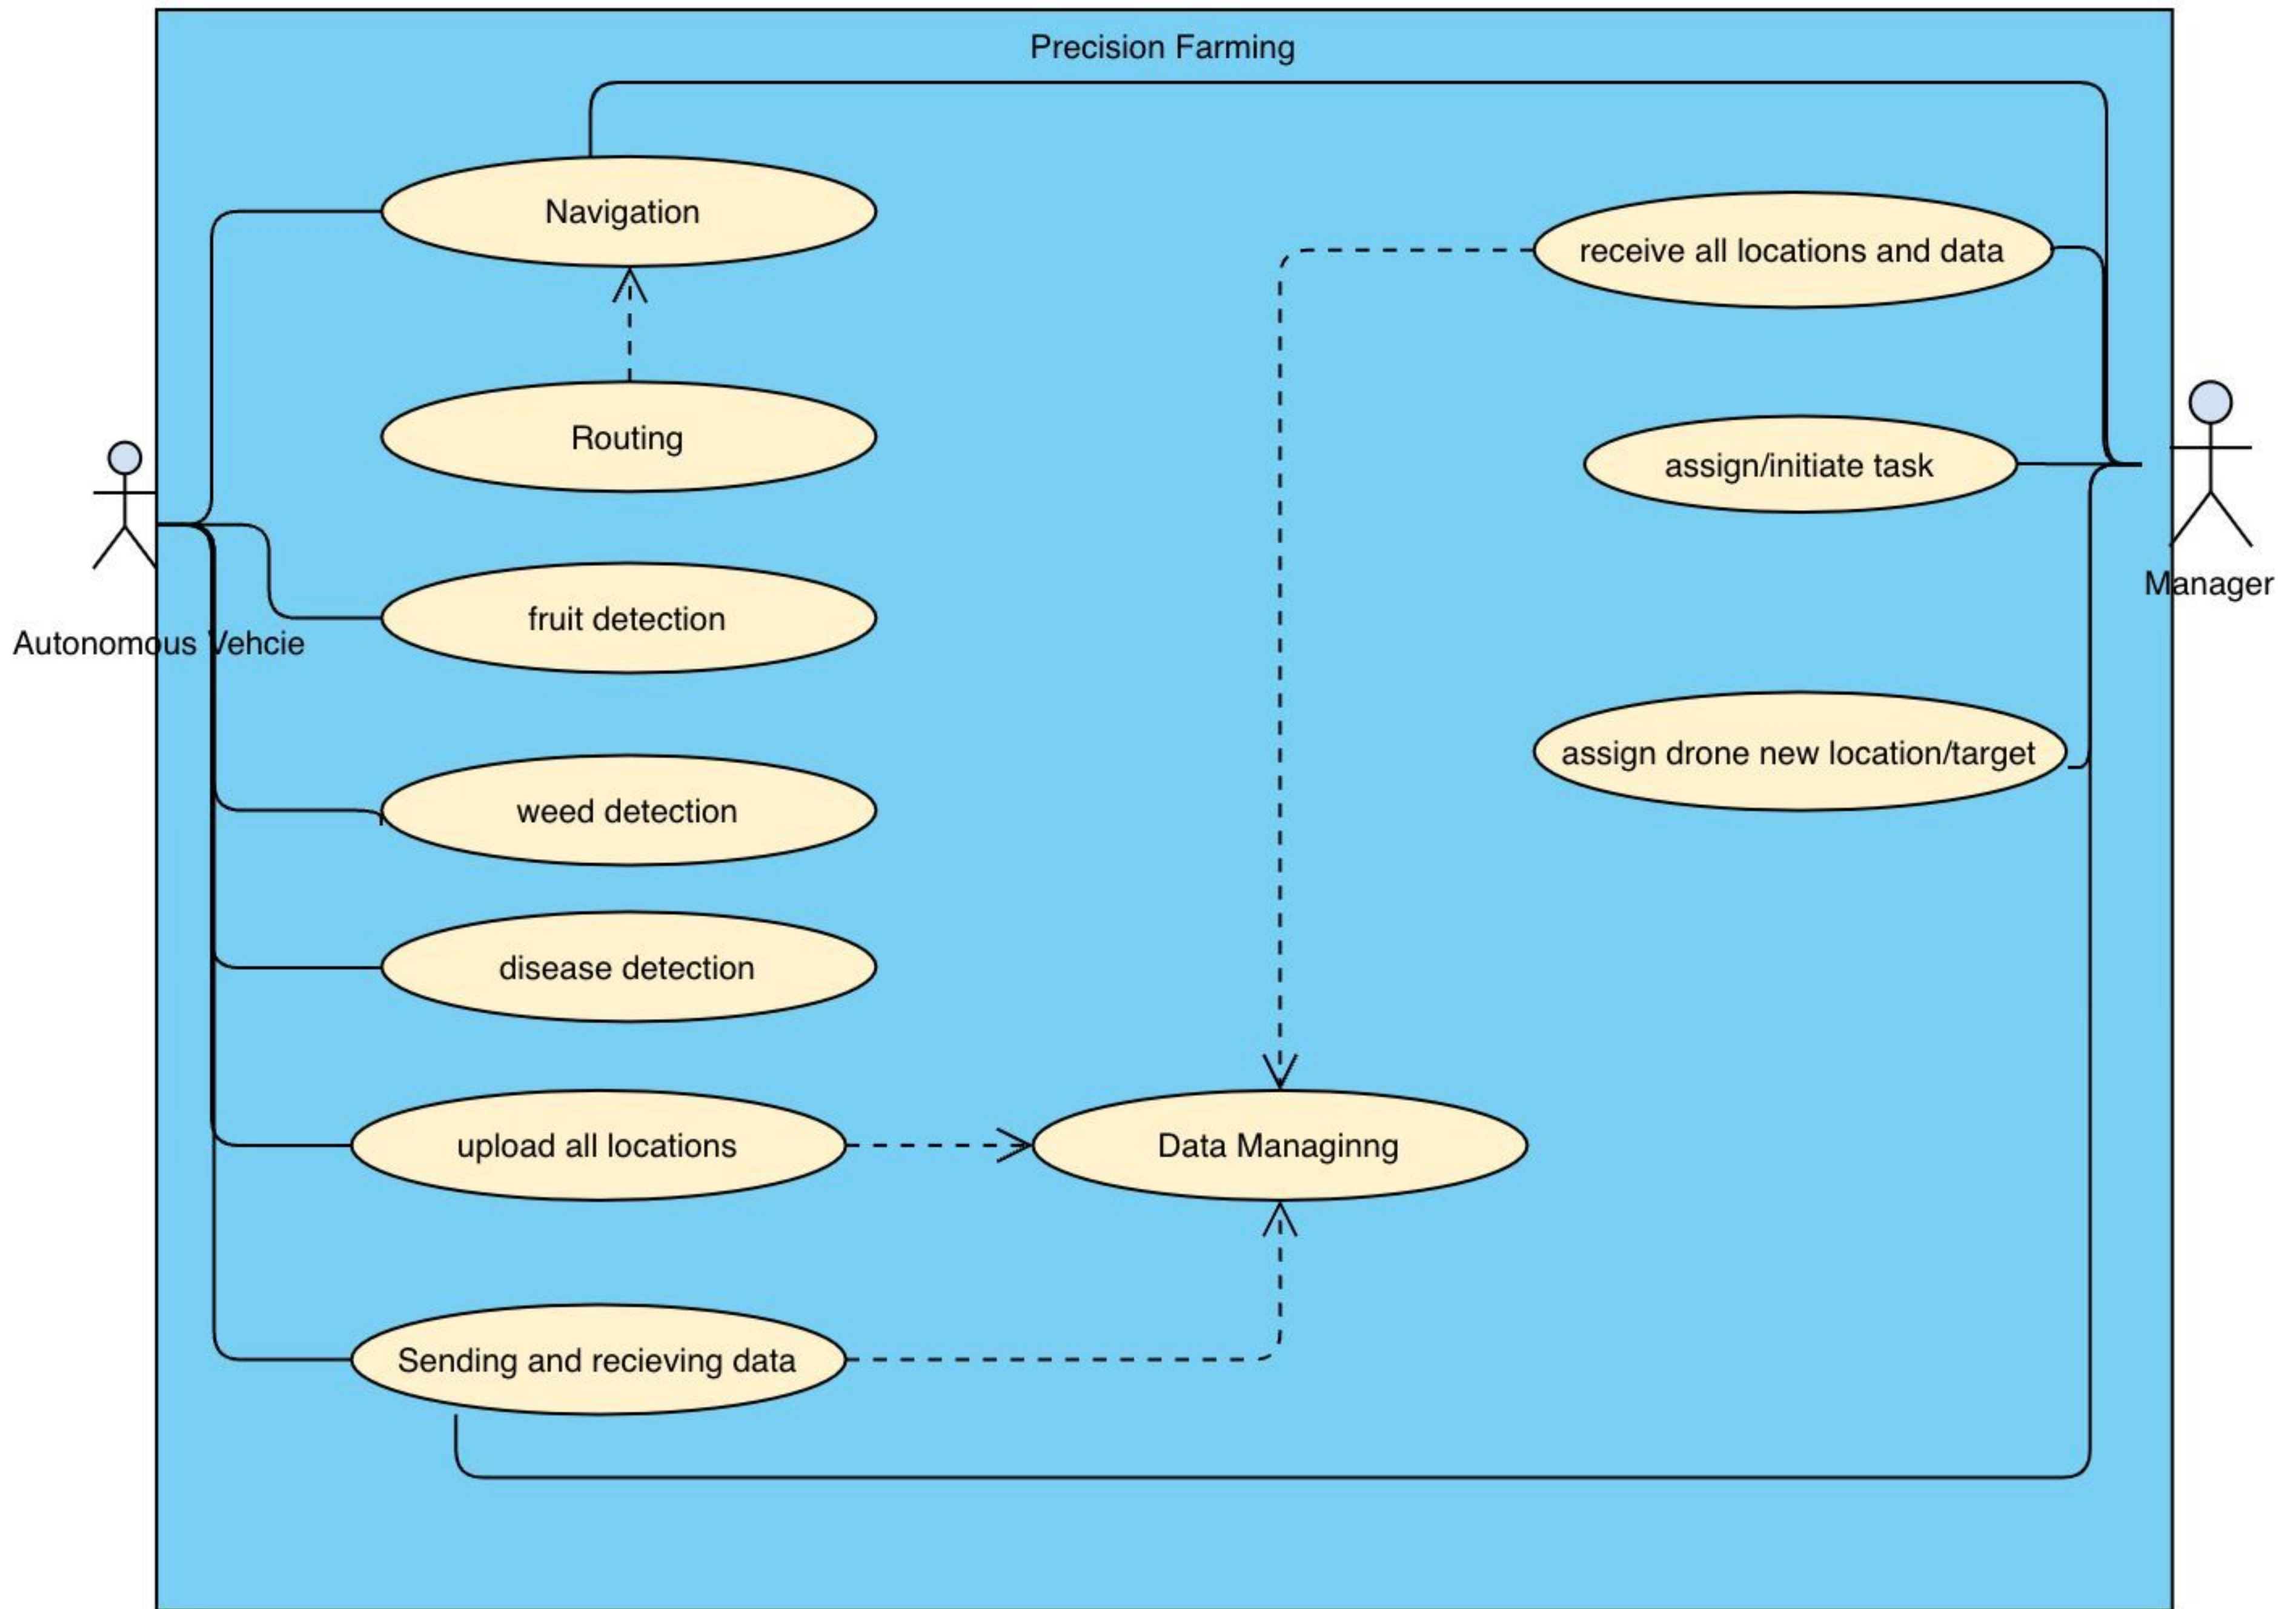 Precision Farming
Navigation
receive all locations and data
Routing
assign/initiate task
Manager
fruit detection
Autonomous Vehcie
assign drone new location/target
weed detection
disease detection
upload all locations
Data Managinng
Sending and recieving data